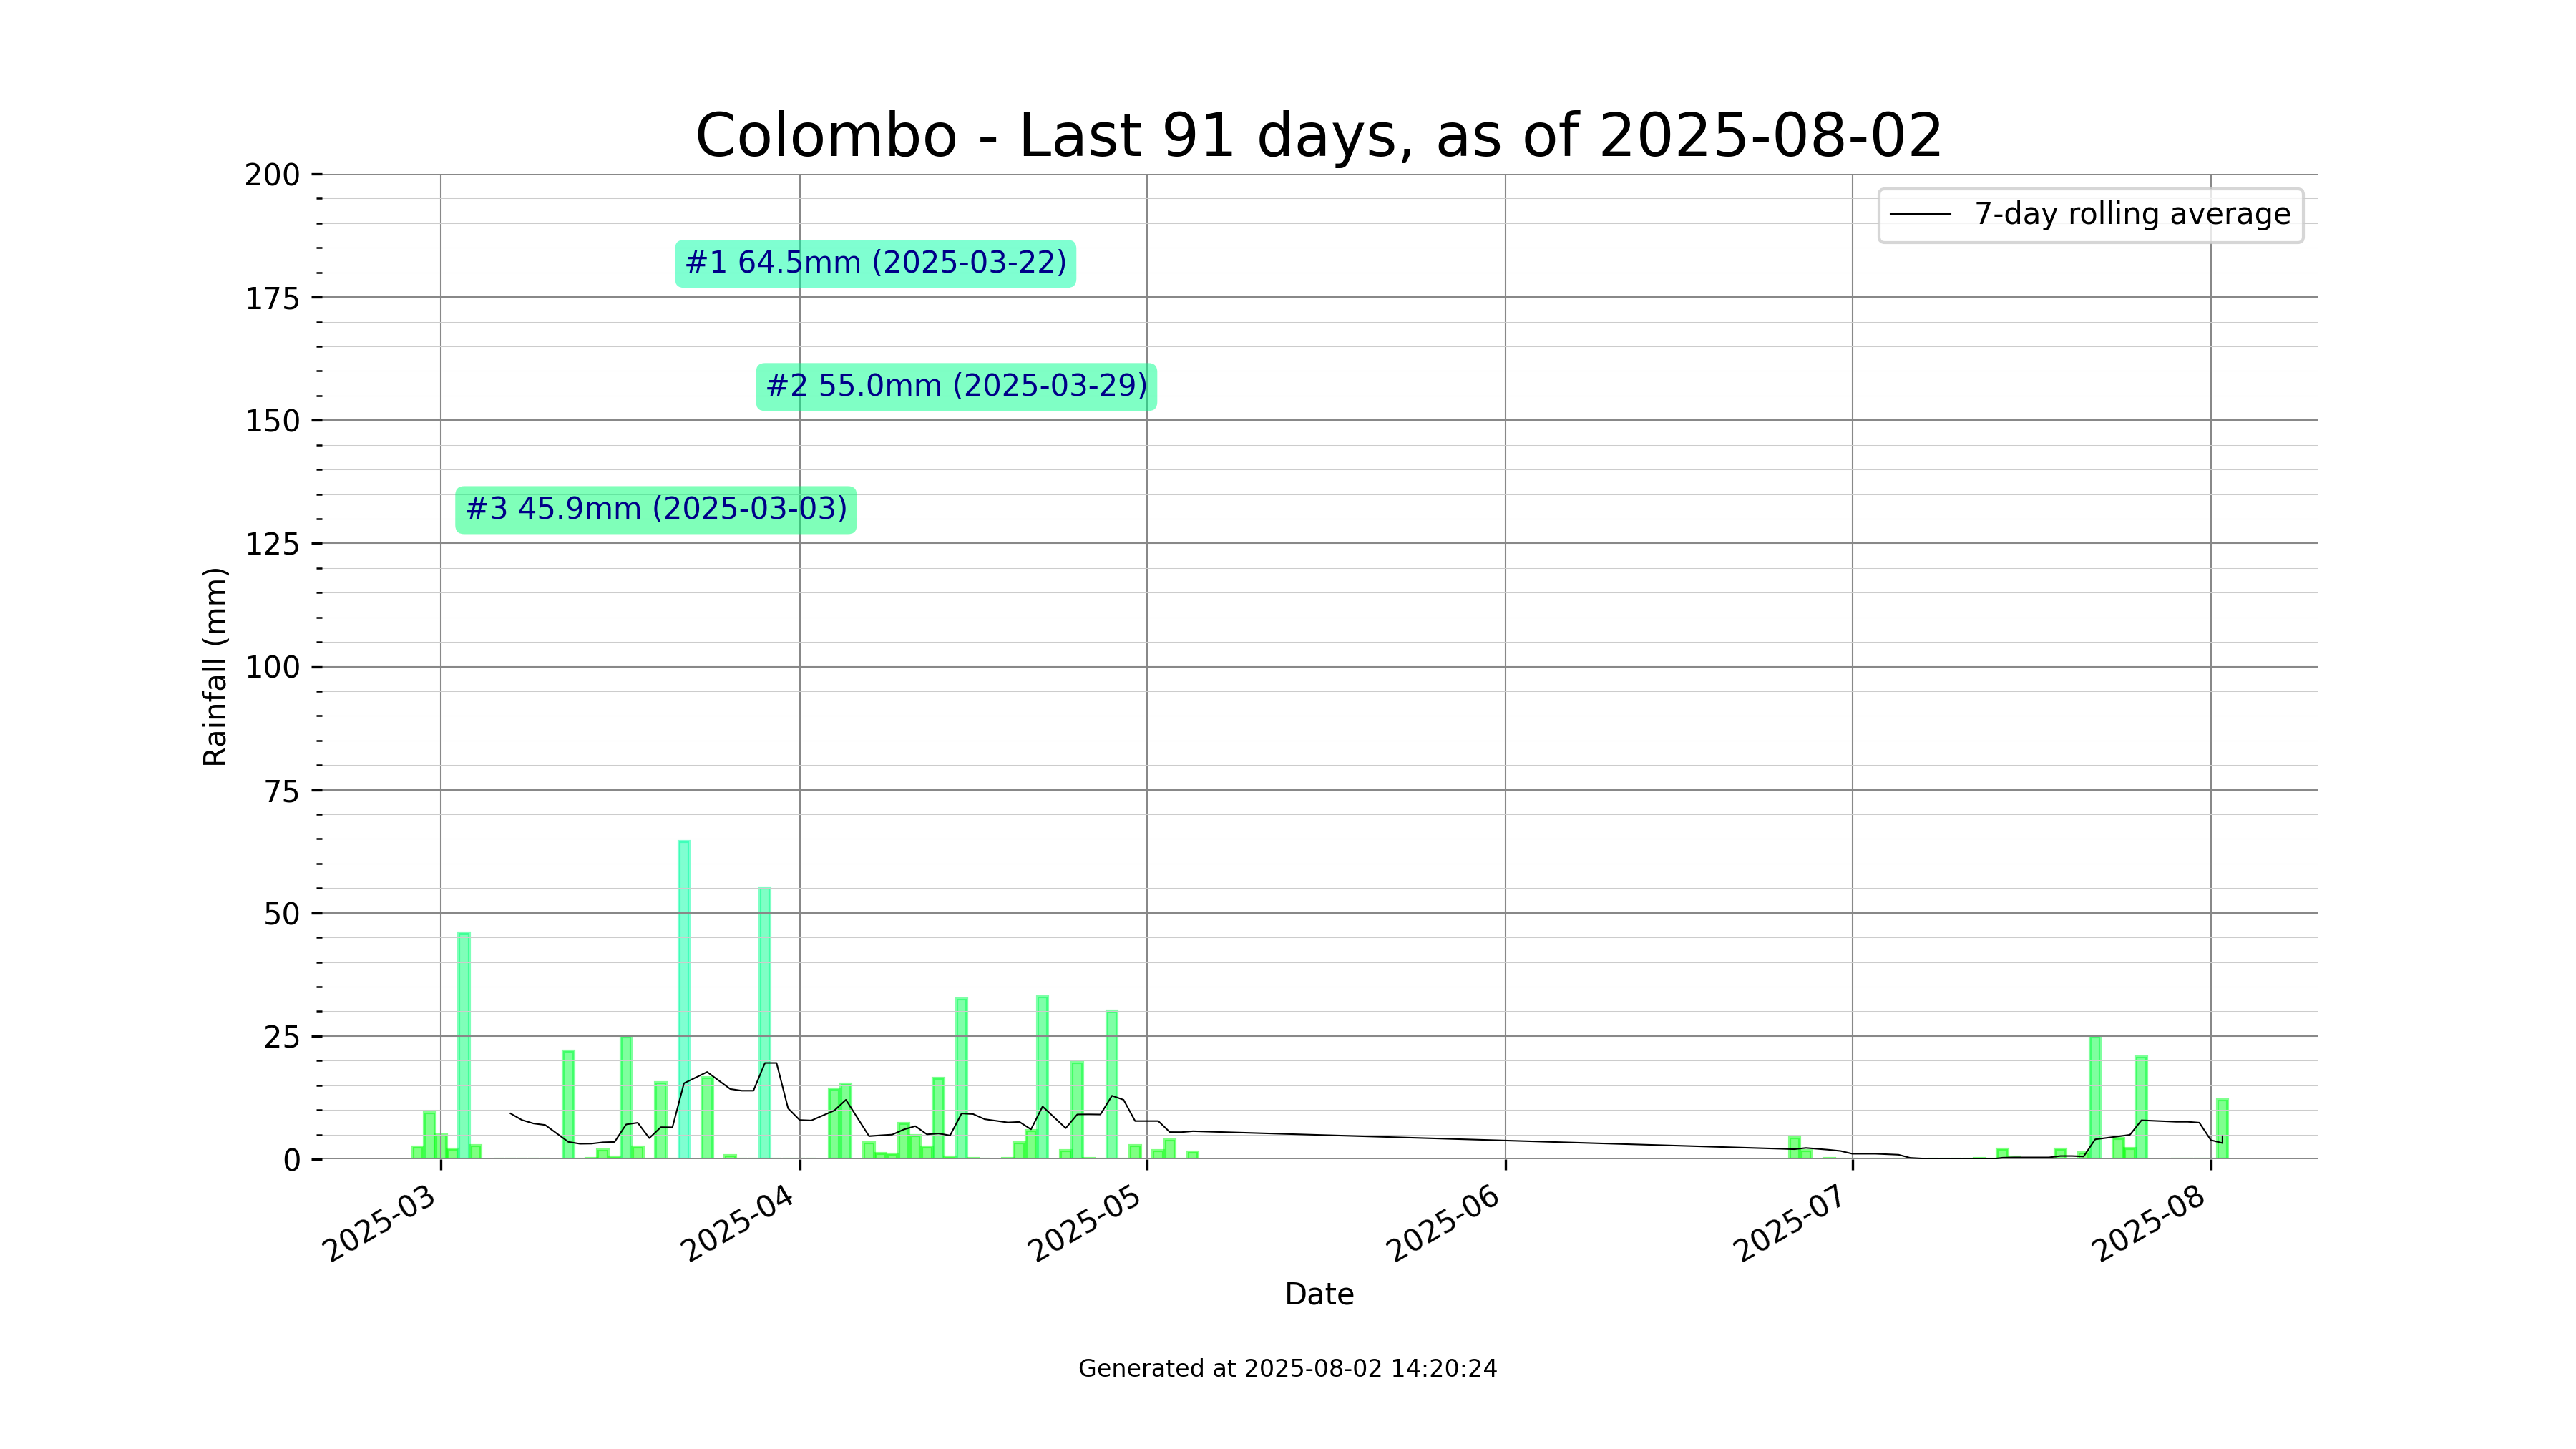 Colombo - Last 91 days, as of 2025-08-02
7-day rolling average
#1 64.5mm (2025-03-22)
#2 55.0mm (2025-03-29)
#3 45.9mm (2025-03-03)
Rainfall (mm)
200
175
150
125
100
75
50
25
0
2025-03
2025-04
2025-05
2025-06
2025-07
2025-08
Date
Generated at 2025-08-02 14:20:24